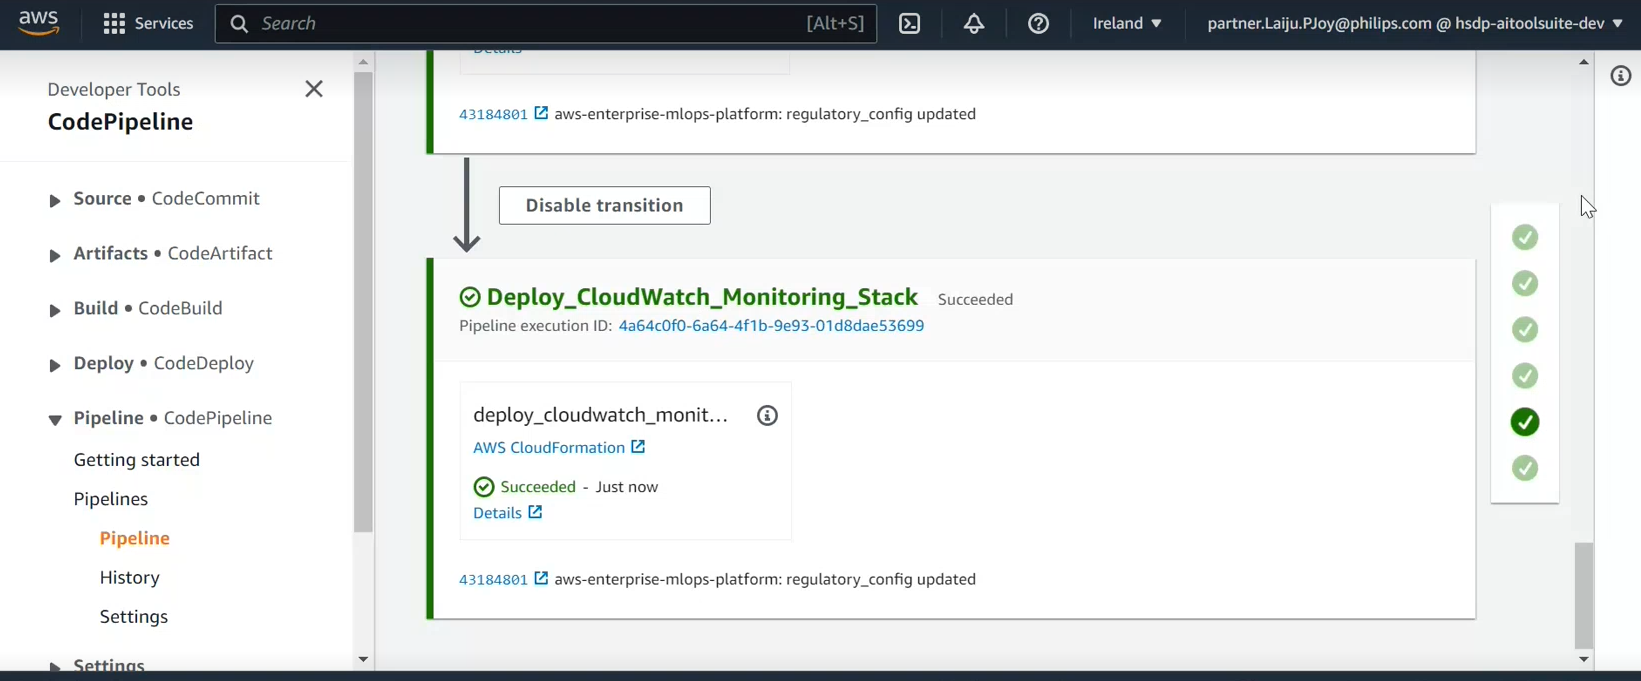 aws
Services
Search
[Alt+S]
Ireland
partner.Laiju.PJoy@philips.com @ hsdp-aitoolsuite-dev
Developer Tools
CodePipeline
Source • CodeCommit
Artifacts • CodeArtifact
Build • CodeBuild
Deploy • CodeDeploy
Pipeline • CodePipeline
Getting started
Pipelines
Pipeline
History
Settings
Settings
Details
43184801 aws-enterprise-mlops-platform: regulatory_config updated
Disable transition
Deploy_CloudWatch_Monitoring_Stack Succeeded
Pipeline execution ID: 4a64c0f0-6a64-4f1b-9e93-01d8dae53699
deploy_cloudwatch_monit...
AWS CloudFormation
Succeeded - Just now
Details
43184801 aws-enterprise-mlops-platform: regulatory_config updated